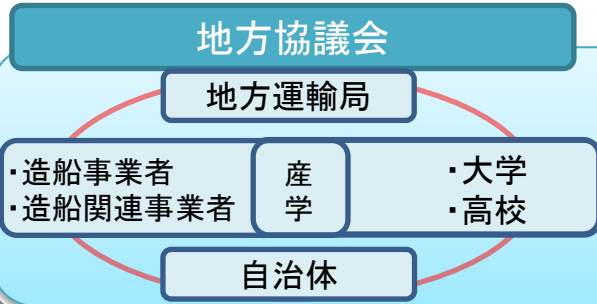 地方協議会
地方運輸局
・造船事業者
・造船関連事業者
産
学
・大学
・高校
自治体